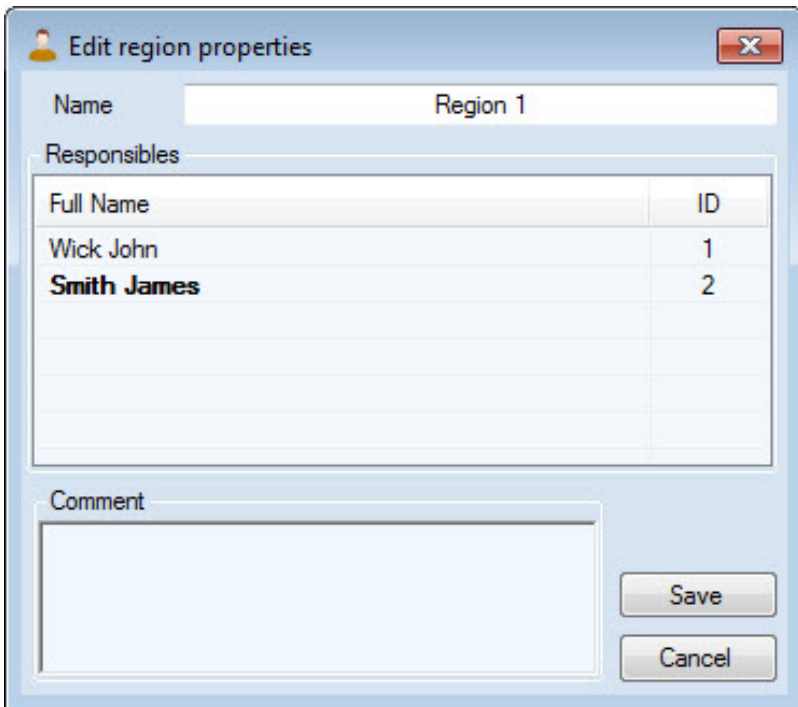 Edit region properties
Name Region 1
Responsibles
Full Name ID
Wick John 1
Smith James 2
Comment
Save
Cancel